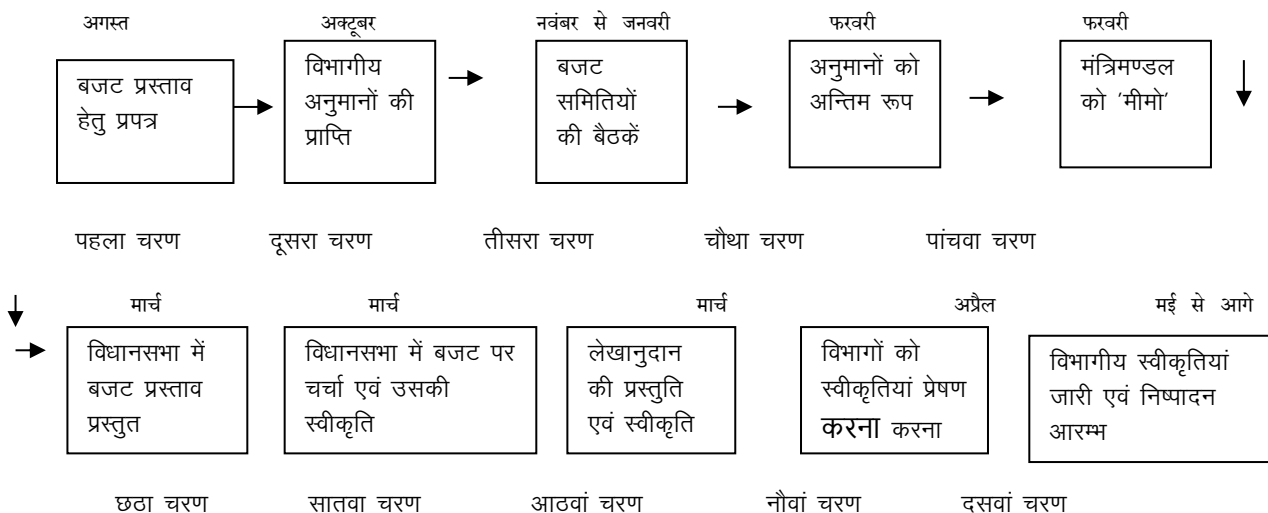 अगस्त अक्टूबर नवंबर से जनवरी फरवरी फरवरी
बजट प्रस्ताव
हेतु प्रपत्र
विभागीय
अनुमानों की
प्राप्ति
बजट
समितियों
की बैठकें
अनुमानों को
अन्तिम रूप
मंत्रिमण्डल
को 'मीमो'
पहला चरण दूसरा चरण तीसरा चरण चौथा चरण पांचवा चरण
मार्च मार्च मार्च अप्रैल मई से आगे
विधानसभा में
बजट प्रस्ताव
प्रस्तुत
विधानसभा में बजट पर
चर्चा एवं उसकी
स्वीकृति
लेखानुदान
की प्रस्तुति
एवं स्वीकृति
विभागों को
स्वीकृतियां प्रेषण
करना करना
विभागीय स्वीकृतियां
जारी एवं निष्पादन
आरम्भ
छठा चरण सातवा चरण आठवां चरण नौवां चरण दसवां चरण